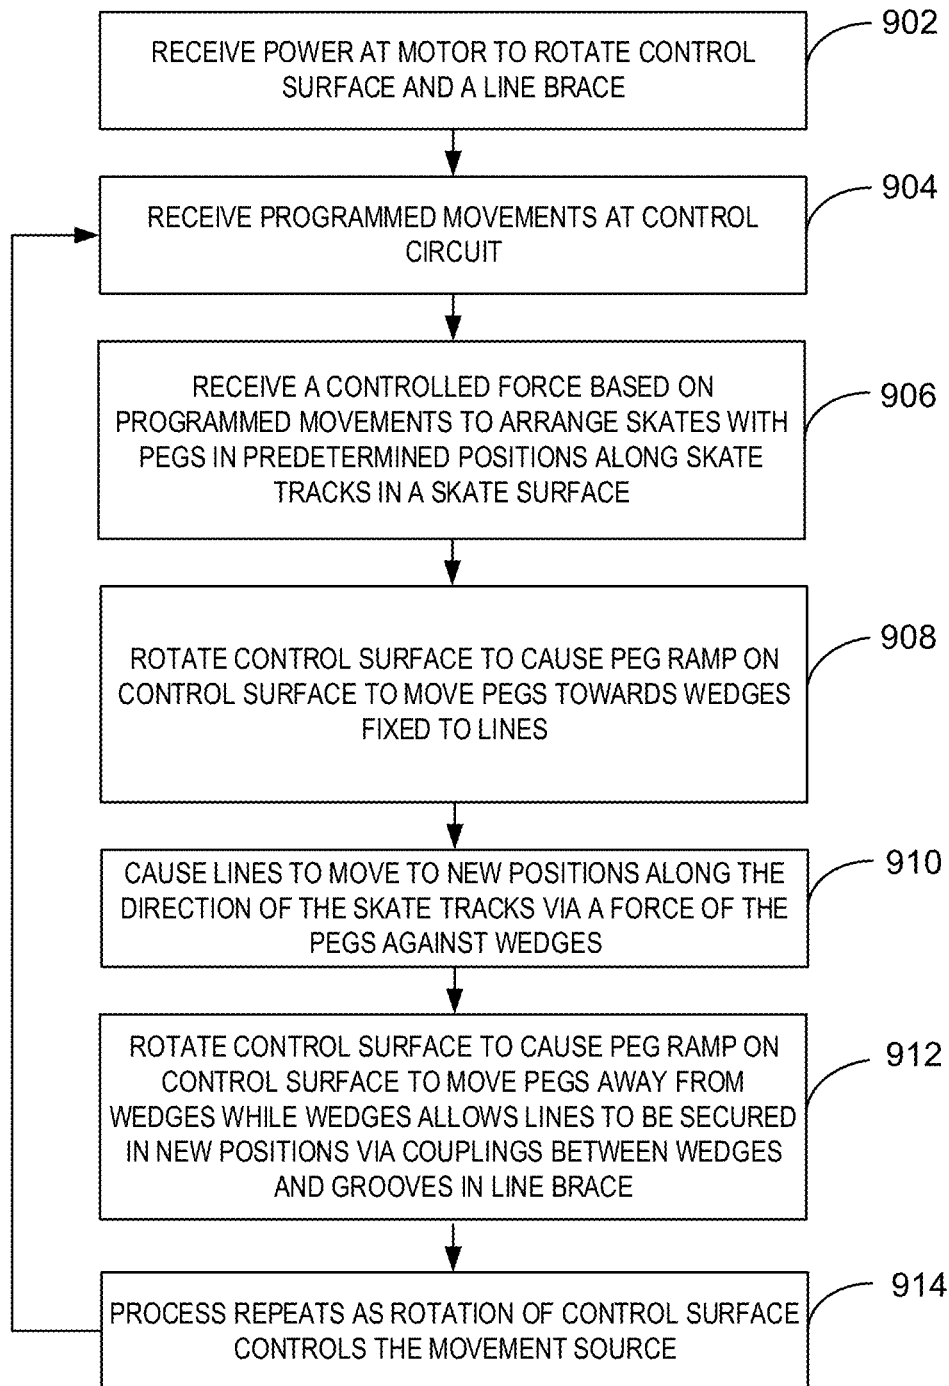 902
RECEIVE POWER AT MOTOR TO ROTATE CONTROL
SURFACE AND A LINE BRACE
904
RECEIVE PROGRAMMED MOVEMENTS AT CONTROL
CIRCUIT
906
RECEIVE A CONTROLLED FORCE BASED ON
PROGRAMMED MOVEMENTS TO ARRANGE SKATES WITH
PEGS IN PREDETERMINED POSITIONS ALONG SKATE
TRACKS IN A SKATE SURFACE
908
ROTATE CONTROL SURFACE TO CAUSE PEG RAMP ON
CONTROL SURFACE TO MOVE PEGS TOWARDS WEDGES
FIXED TO LINES
910
CAUSE LINES TO MOVE TO NEW POSITIONS ALONG THE
DIRECTION OF THE SKATE TRACKS VIA A FORCE OF THE
PEGS AGAINST WEDGES
912
ROTATE CONTROL SURFACE TO CAUSE PEG RAMP ON
CONTROL SURFACE TO MOVE PEGS AWAY FROM
WEDGES WHILE WEDGES ALLOWS LINES TO BE SECURED
IN NEW POSITIONS VIA COUPLINGS BETWEEN WEDGES
AND GROOVES IN LINE BRACE
914
PROCESS REPEATS AS ROTATION OF CONTROL SURFACE
CONTROLS THE MOVEMENT SOURCE